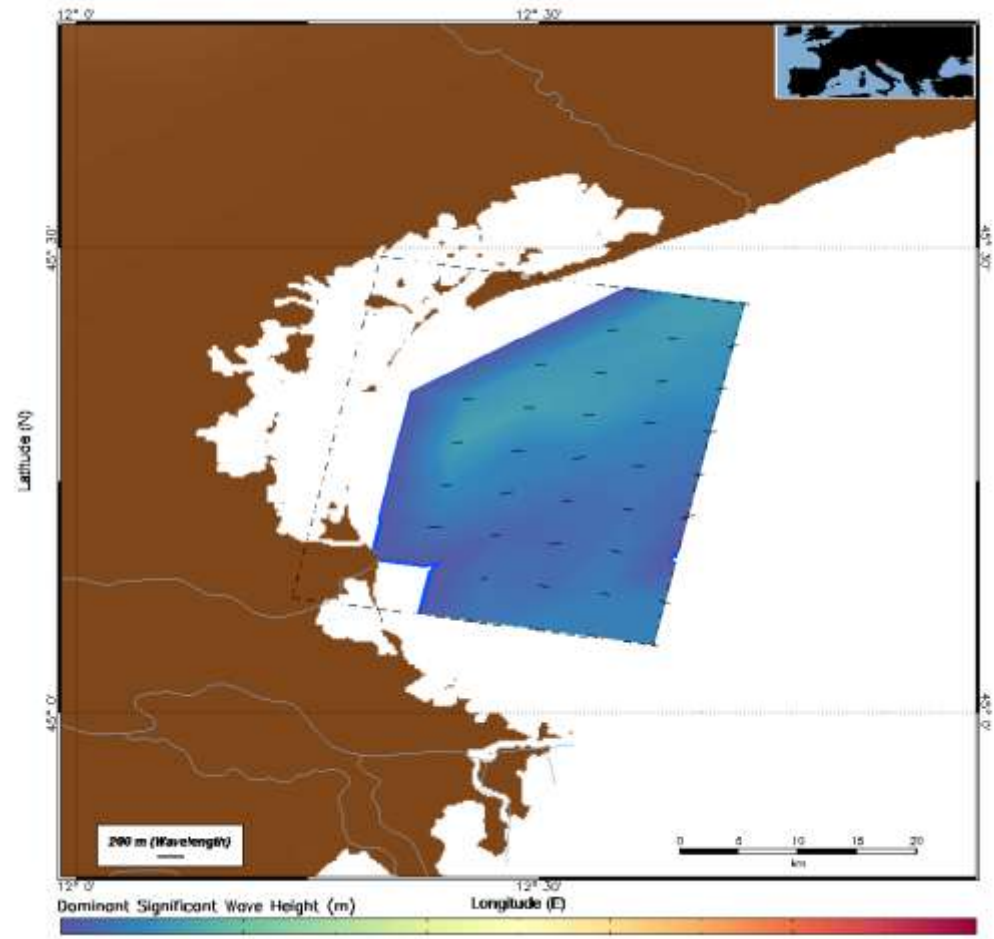 12° 0'
12° 30'
45° 30'
45° 30'
Latitude (N)
45° 0'
45° 0'
200 m (Wavelength)
0 5 10 15 20
km
12° 0'
12° 30'
Dominant Significant Wave Height (m)
Longitude (E)